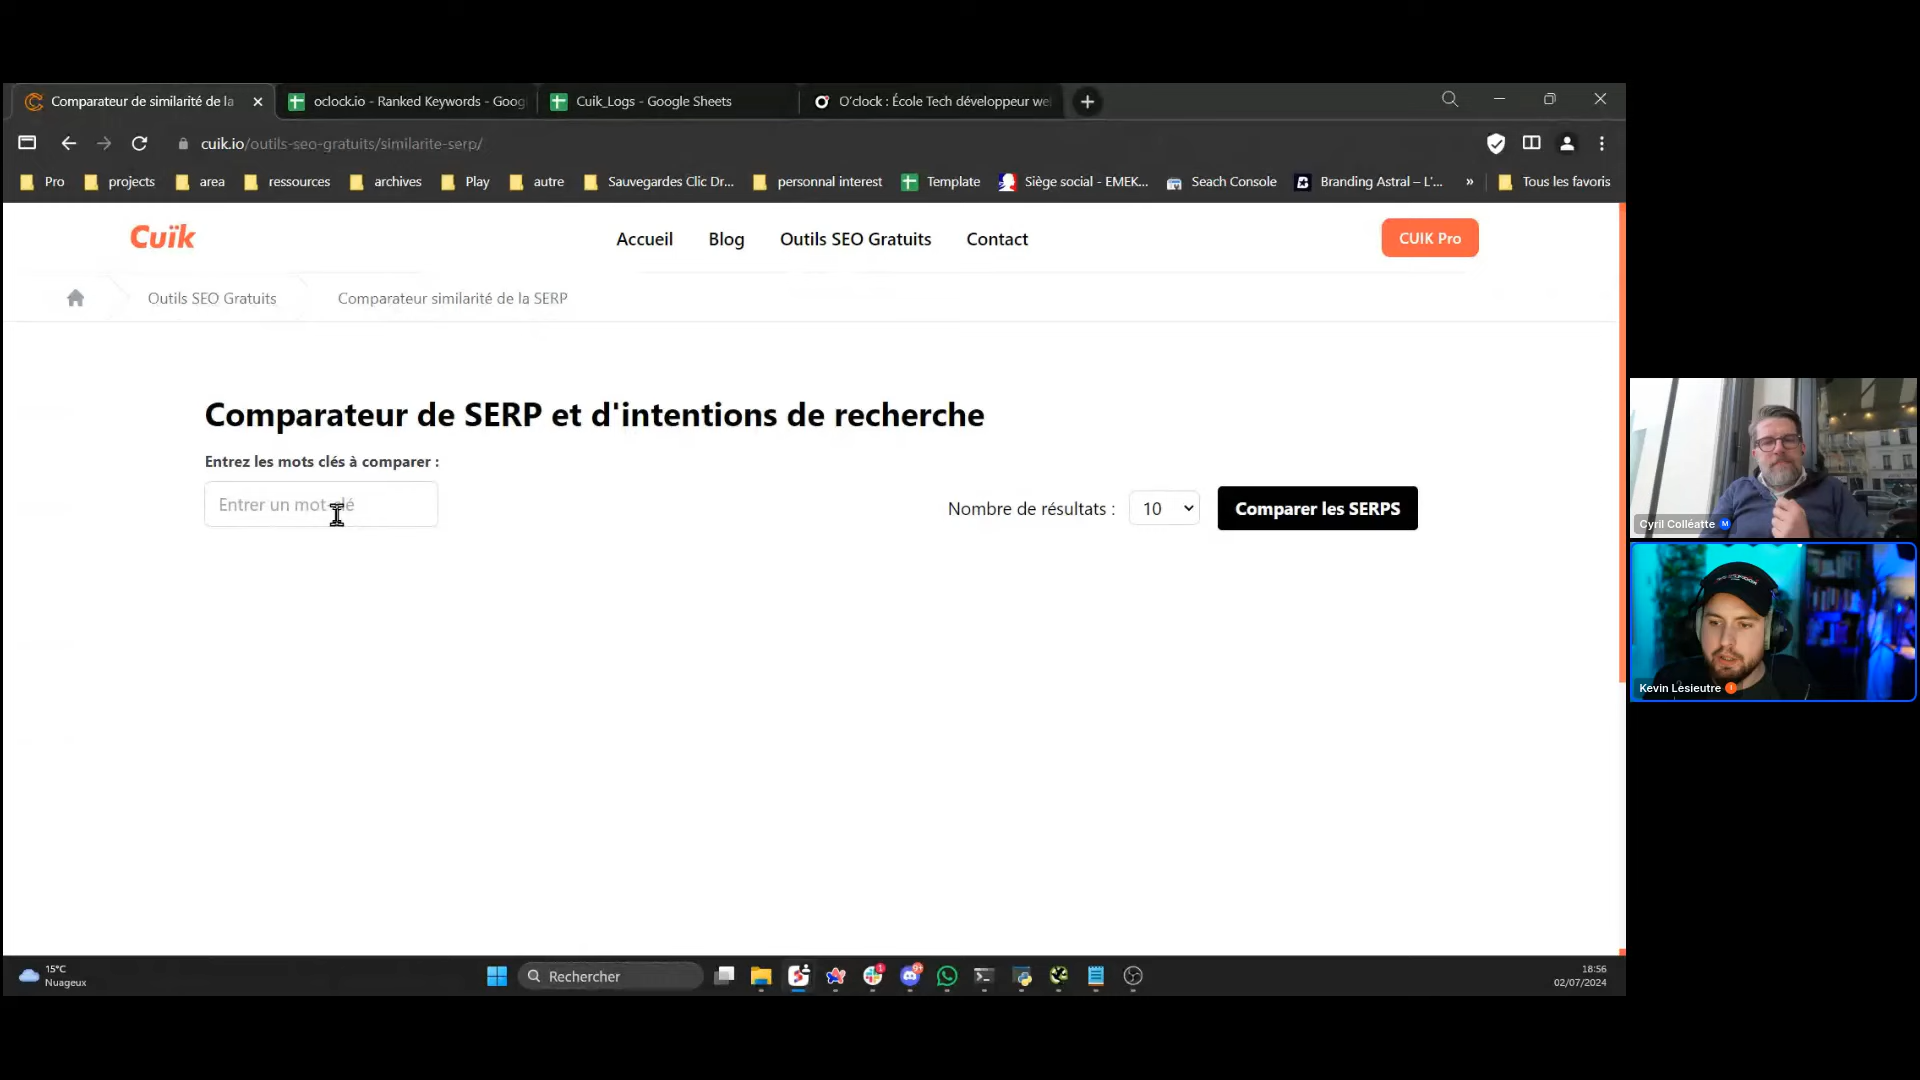 Comparateur de similarité de la
oclock.io - Ranked Keywords - Goog
Cuik_Logs - Google Sheets
O'clock : École Tech développeur we
cuik.io/outils-seo-gratuits/similarite-serp/
Pro
projects
area
ressources
archives
Play
autre
Sauvegardes Clic Dr...
personnal interest
Template
Siège social - EMEK...
Seach Console
Branding Astral – L'...
»
Tous les favoris
Cuïk
Accueil
Blog
Outils SEO Gratuits
Contact
CUIK Pro
Outils SEO Gratuits
Comparateur similarité de la SERP
Comparateur de SERP et d'intentions de recherche
Entrez les mots clés à comparer :
Entrer un mot-clé
Nombre de résultats :
10
Comparer les SERPS
Cyril Colléatte
Kevin Lesieutre
15°C
Nuageux
Rechercher
18:56
02/07/2024